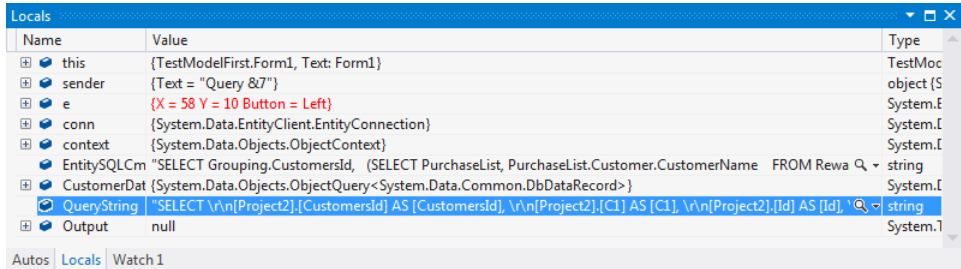 Locals
Name Value Type
this {TestModelFirst.Form1, Text: Form1} TestMod
sender {Text = "Query &7"} object {S
e {X = 58 Y = 10 Button = Left} System.E
conn {System.Data.EntityClient.EntityConnection} System.D
context {System.Data.Objects.ObjectContext} System.D
EntitySQLCm "SELECT Grouping.CustomersId, (SELECT PurchaseList, PurchaseList.Customer.CustomerName FROM Rewa string
CustomerDat {System.Data.Objects.ObjectQuery<System.Data.Common.DbDataRecord>} System.D
QueryString "SELECT \r\n[Project2].[CustomersId] AS [CustomersId], \r\n[Project2].[C1] AS [C1], \r\n[Project2].[Id] AS [Id], \ string
Output null System.T
Autos Locals Watch 1